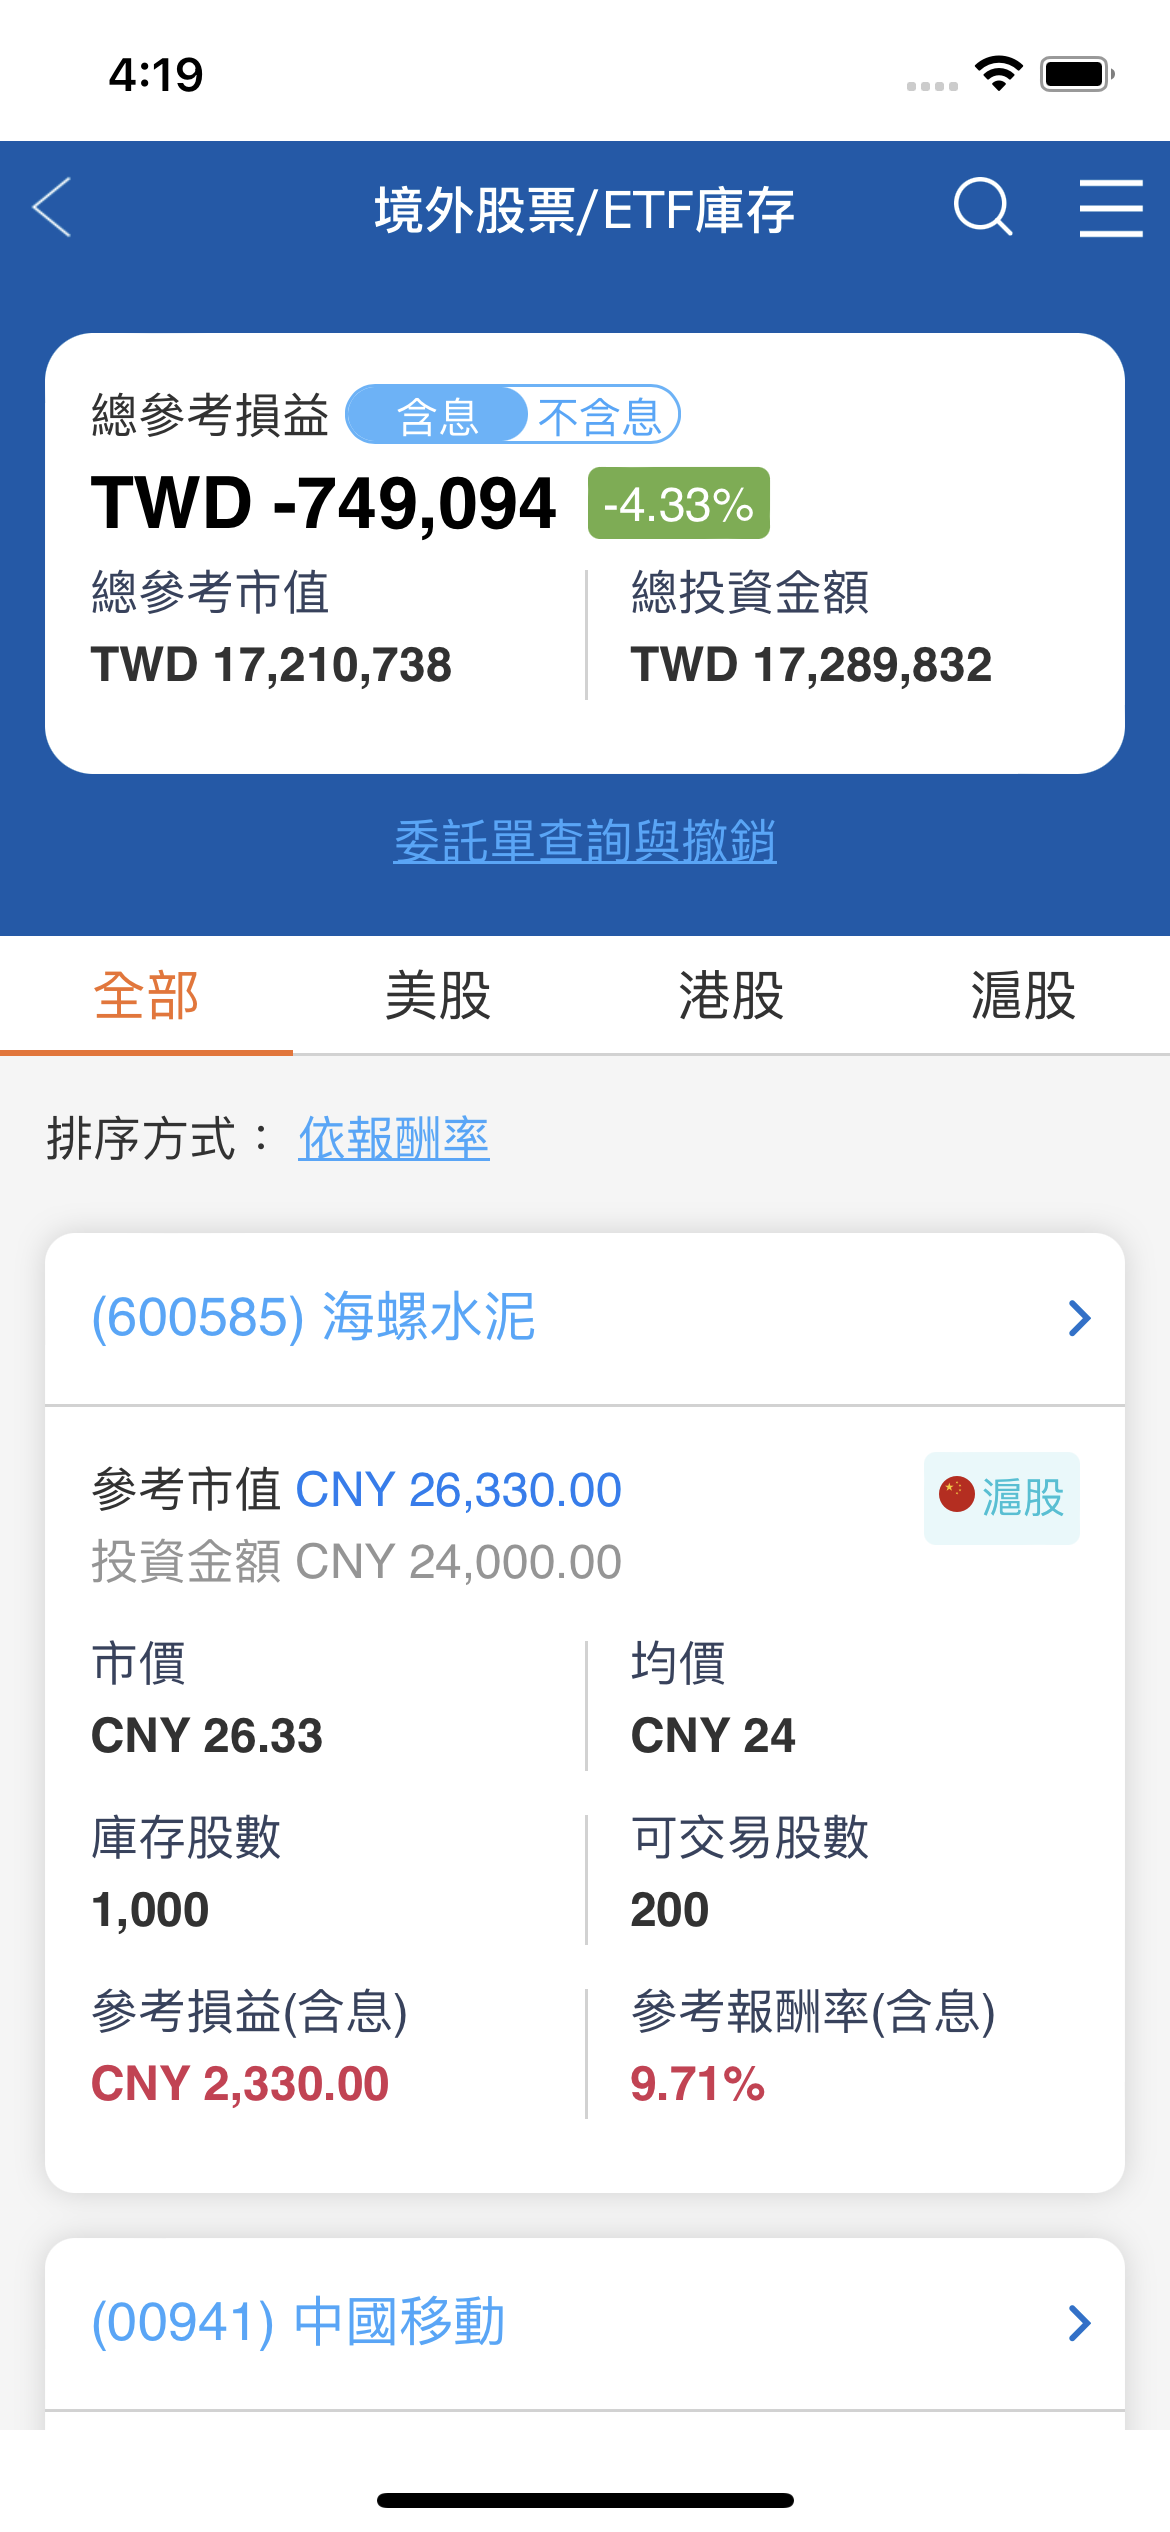 4:19
境外股票/ETF庫存
總參考損益 含息 不含息
TWD -749,094 -4.33%
總參考市值 總投資金額
TWD 17,210,738 TWD 17,289,832
委託單查詢與撤銷
全部 美股 港股 滬股
排序方式： 依報酬率
(600585) 海螺水泥
參考市值 CNY 26,330.00 滬股
投資金額 CNY 24,000.00
市價 均價
CNY 26.33 CNY 24
庫存股數 可交易股數
1,000 200
參考損益(含息) 參考報酬率(含息)
CNY 2,330.00 9.71%
(00941) 中國移動